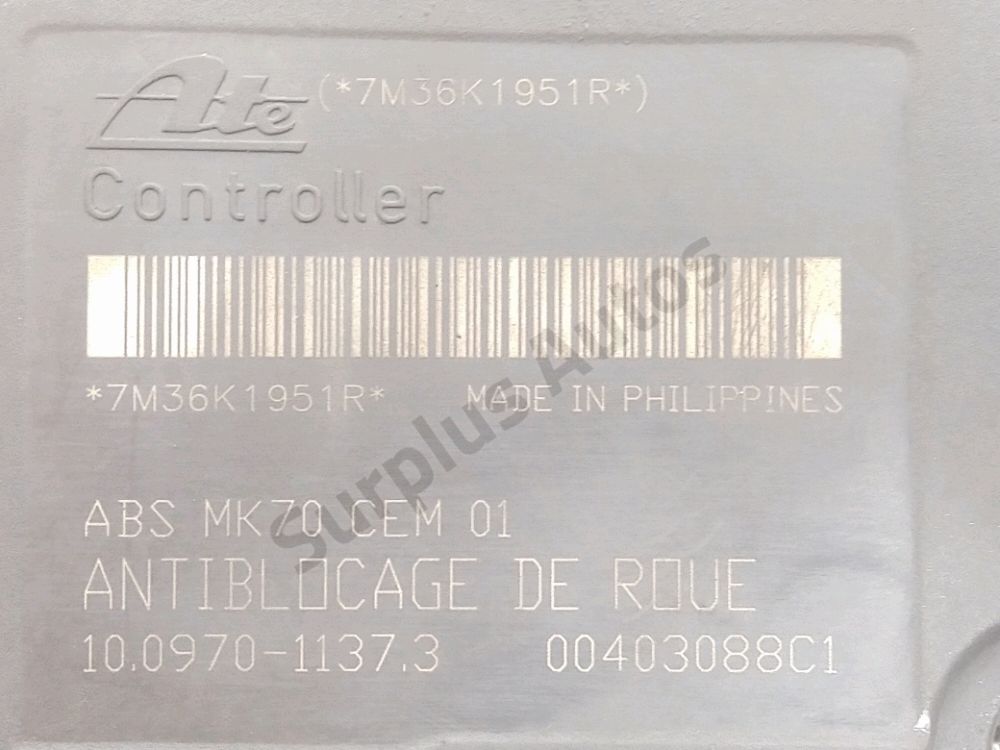 Ate (*7M36K1951R*)
Controller
*7M36K1951R* MADE IN PHILIPPINES
ABS MK70 CEM 01
ANTIBLOCAGE DE ROUE
10.0970-1137.3 00403088C1
Surplus Autos